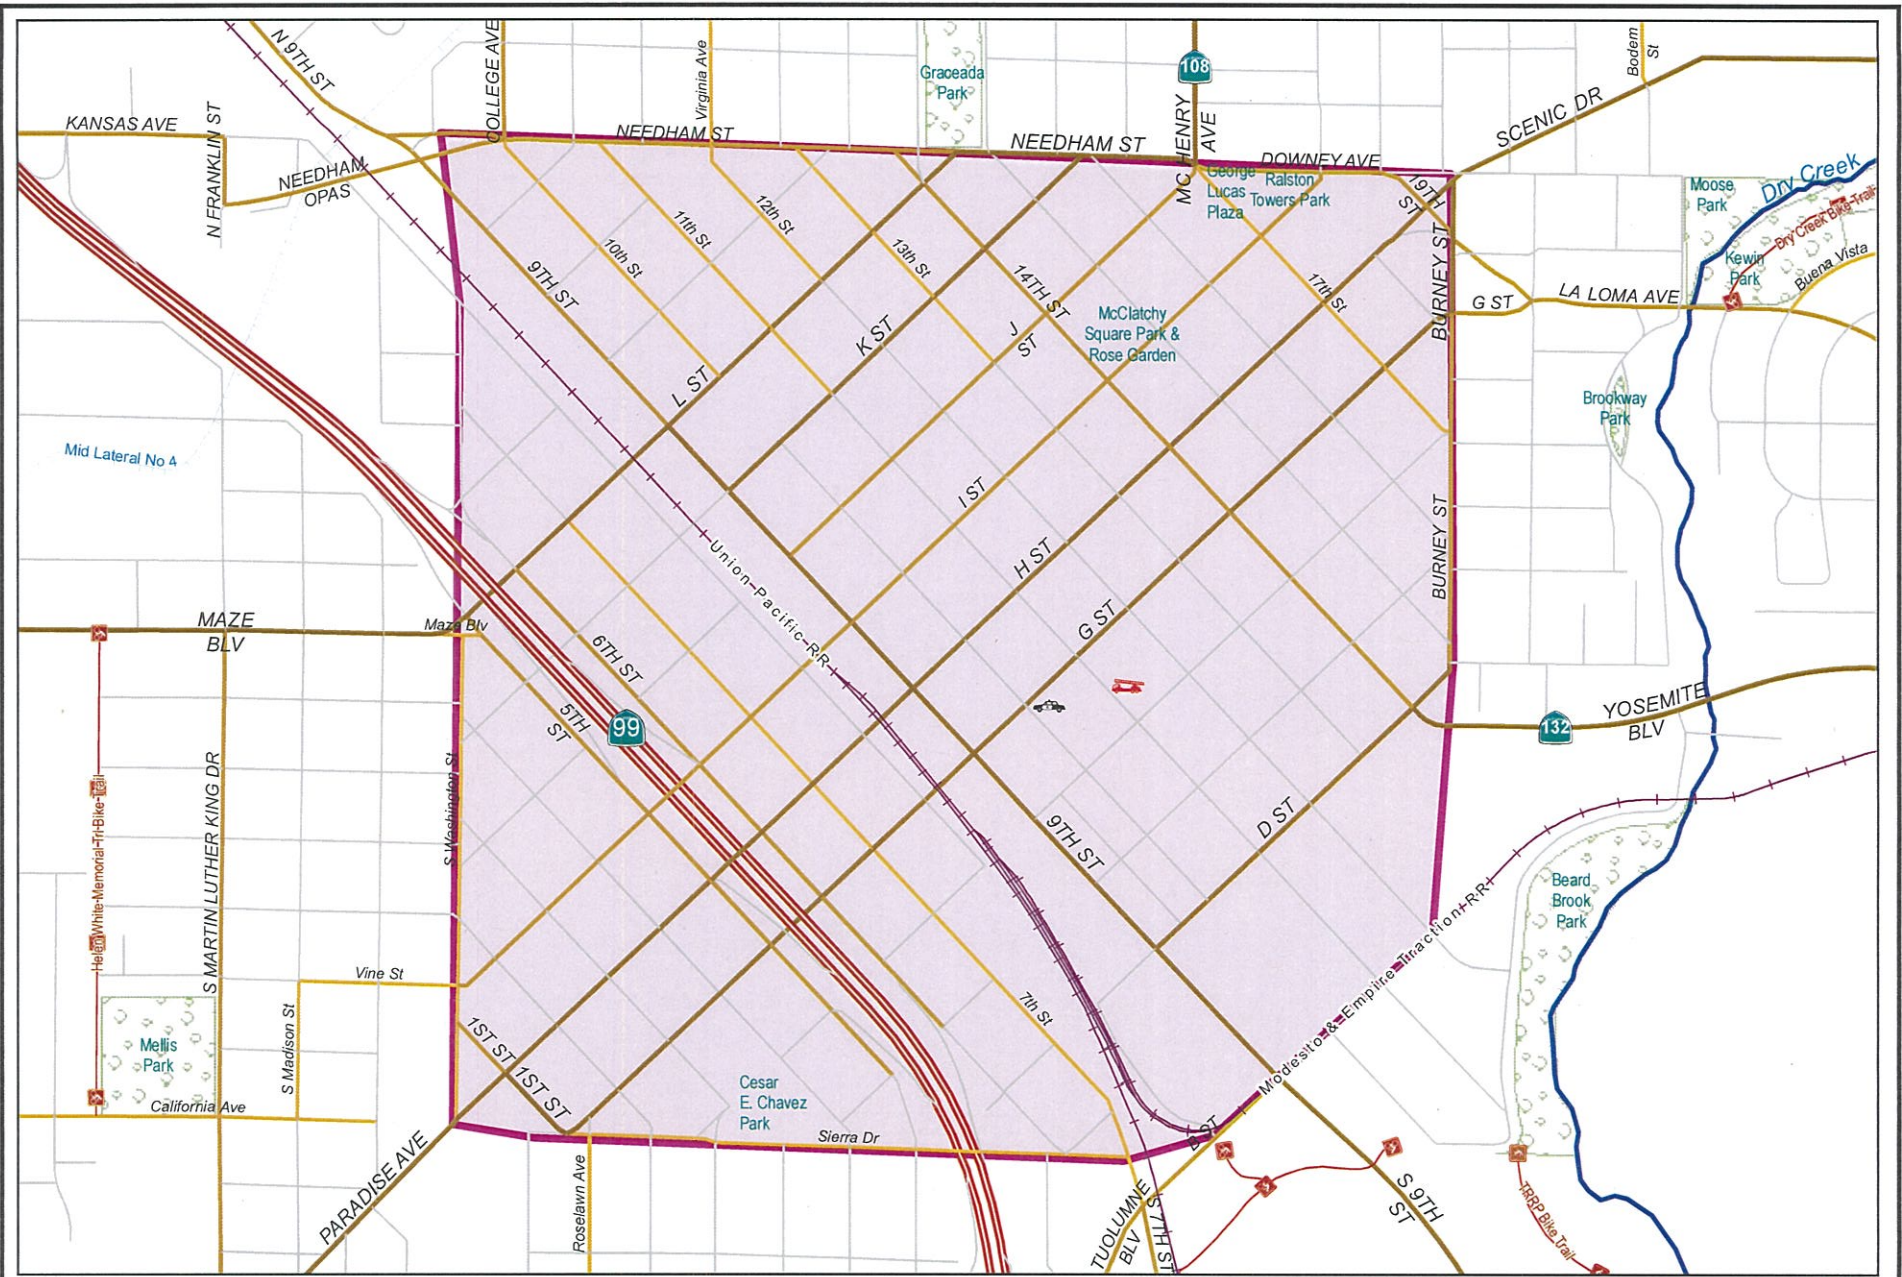 N 9TH ST
COLLEGE AVE
Virginia Ave
Graceada
Park
108
MC HENRY
AVE
Bodem
St
SCENIC DR
KANSAS AVE
N FRANKLIN ST
NEEDHAM
OPAS
NEEDHAM ST
NEEDHAM ST
DOWNEY AVE
George
Lucas
Plaza
Ralston
Towers Park
19TH
ST
Moose
Park
Dry Creek
Dry Creek Bike-Trail
Kewin
Park
Buena Vista
9TH ST
10th St
11th St
12th St
13th St
14TH ST
17th St
BURNEY ST
G ST
LA LOMA AVE
L ST
K ST
J
ST
McClatchy
Square Park &
Rose Garden
Brookway
Park
Mid Lateral No 4
I ST
H ST
G ST
BURNEY ST
Union-Pacific-RR
MAZE
BLV
Maze Blv
6TH ST
5TH
ST
99
132
YOSEMITE
BLV
S Washington St
S MARTIN LUTHER KING DR
Helen-White-Memorial-Tri-Bike-Trail
9TH ST
D ST
Beard
Brook
Park
Modesto & Empire Traction RR
Vine St
S Madison St
Mellis
Park
California Ave
1ST ST
1ST ST
Cesar
E. Chavez
Park
7th St
Sierra Dr
B ST
PARADISE AVE
Roselawn Ave
TUOLUMNE
BLV
S 7TH ST
S 9TH
ST
TRRP Bike Trail